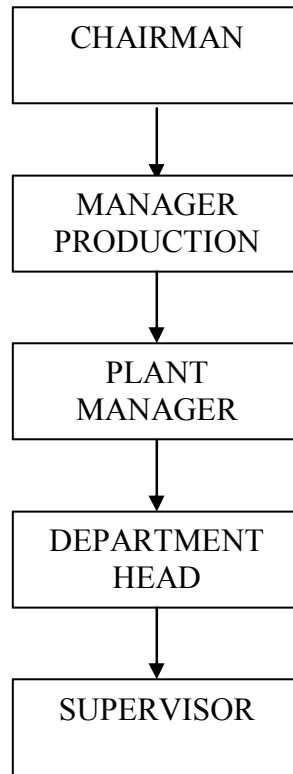 CHAIRMAN
MANAGER
PRODUCTION
PLANT
MANAGER
DEPARTMENT
HEAD
SUPERVISOR